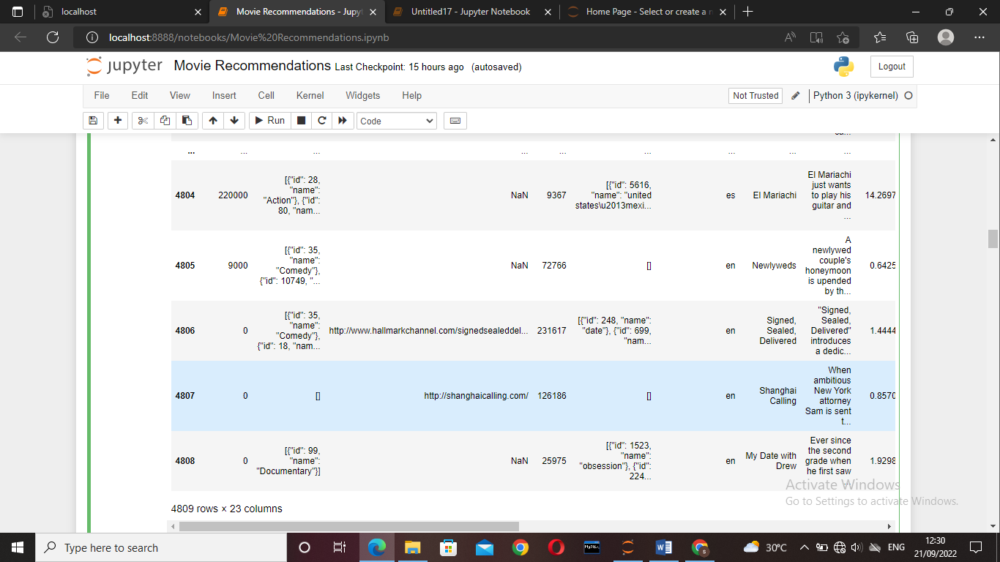 localhost
Movie Recommendations - Jupyt
Untitled17 - Jupyter Notebook
Home Page - Select or create a n
localhost:8888/notebooks/Movie%20Recommendations.ipynb
jupyter Movie Recommendations Last Checkpoint: 15 hours ago (autosaved)
Logout
File Edit View Insert Cell Kernel Widgets Help
Not Trusted
Python 3 (ipykernel)
Run
Code
... ... ... ... ... ... ... ... ...
4804 220000
[{"id": 28,
"name":
"Action"}, {"id":
80, "nam...
NaN 9367
[{"id": 5616,
"name": "united
states\u2013mexi...
es El Mariachi
El Mariachi
just wants
to play his
guitar and
...
14.2697
4805 9000
[{"id": 35,
"name":
"Comedy"},
{"id": 10749, "...
NaN 72766 [] en Newlyweds
A
newlywed
couple's
honeymoon
is upended
by th...
0.6425
4806 0
[{"id": 35,
"name":
"Comedy"},
{"id": 18, "nam...
http://www.hallmarkchannel.com/signedsealeddel... 231617
[{"id": 248, "name":
"date"}, {"id": 699,
"nam...
en
Signed,
Sealed,
Delivered
"Signed,
Sealed,
Delivered"
introduces
a dedic...
1.4444
4807 0 [] http://shanghaicalling.com/ 126186 [] en
Shanghai
Calling
When
ambitious
New York
attorney
Sam is sent
t...
0.8570
4808 0
[{"id": 99,
"name":
"Documentary"}]
NaN 25975
[{"id": 1523,
"name":
"obsession"}, {"id":
224...
en
My Date with
Drew
Ever since
the second
grade when
he first saw
...
1.9298
4809 rows × 23 columns
Activate Windows
Go to Settings to activate Windows.
Type here to search
MySQL
30°C
ENG
12:30
21/09/2022